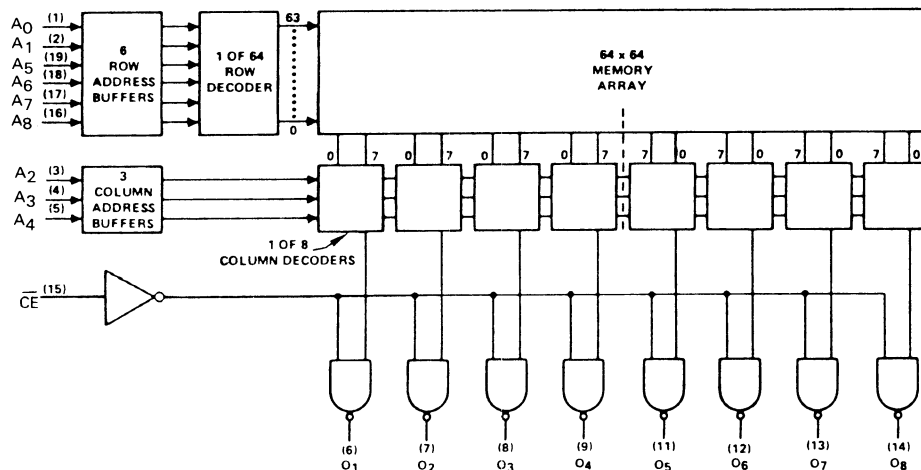 A0 (1)
A1 (2)
A5 (19)
A6 (18)
A7 (17)
A8 (16)
6
ROW
ADDRESS
BUFFERS
1 OF 64
ROW
DECODER
63
0
64 x 64
MEMORY
ARRAY
0 7 0 7 0 7 0 7 7 0 7 0 7 0 7 0
A2 (3)
A3 (4)
A4 (5)
3
COLUMN
ADDRESS
BUFFERS
1 OF 8
COLUMN DECODERS
C̅E̅ (15)
(6) (7) (8) (9) (11) (12) (13) (14)
O1 O2 O3 O4 O5 O6 O7 O8